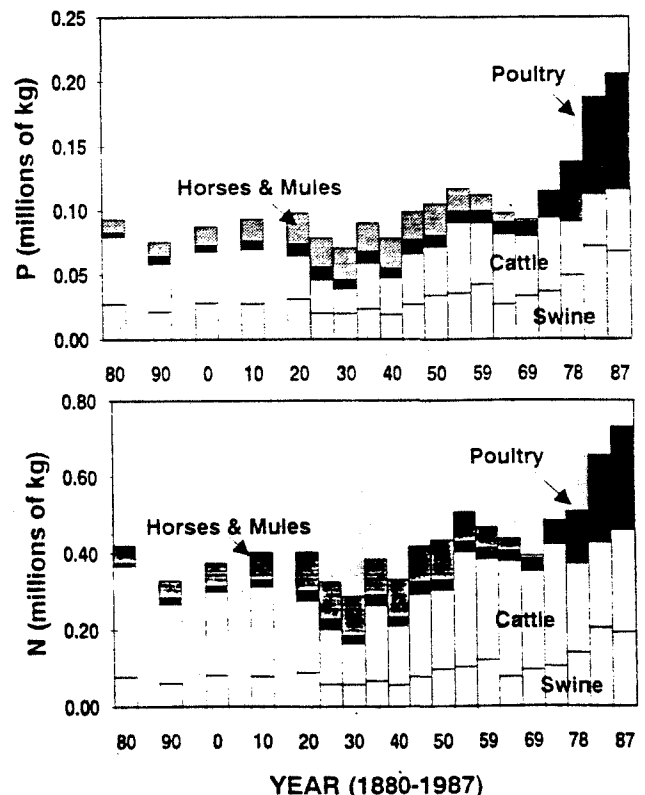 0.25
0.20
0.15
0.10
0.05
0.00
P (millions of kg)
Poultry
Horses & Mules
Cattle
Swine
80 90 0 10 20 30 40 50 59 69 78 87
0.80
0.60
0.40
0.20
0.00
N (millions of kg)
Poultry
Horses & Mules
Cattle
Swine
80 90 0 10 20 30 40 50 59 69 78 87
YEAR (1880-1987)